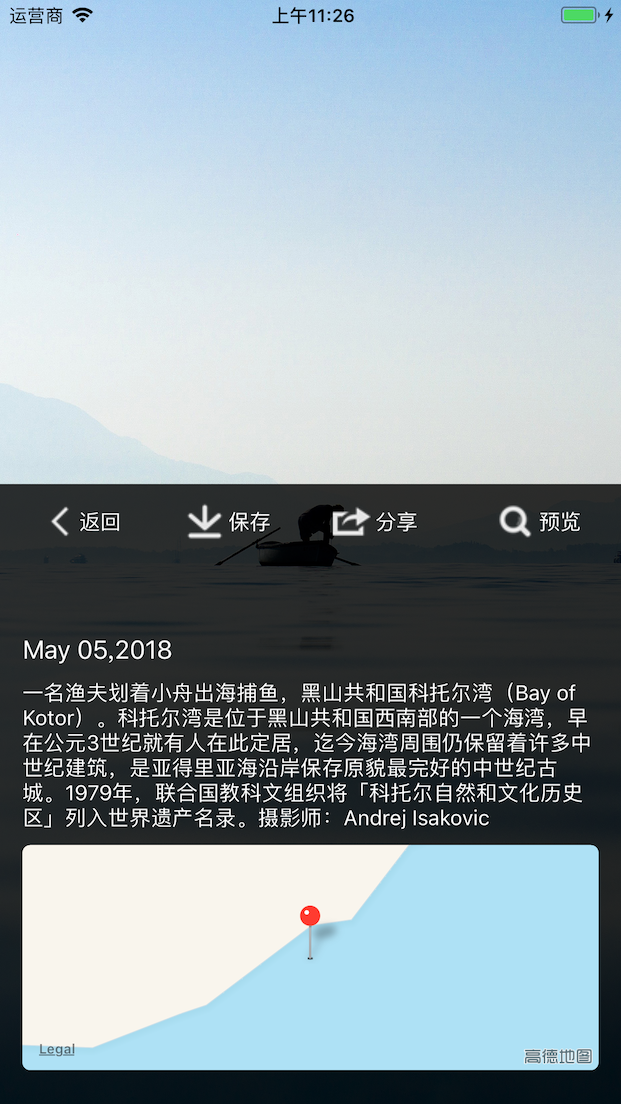 运营商 上午11:26
返回 保存 分享 预览
May 05,2018
一名渔夫划着小舟出海捕鱼，黑山共和国科托尔湾（Bay of
Kotor）。科托尔湾是位于黑山共和国西南部的一个海湾，早
在公元3世纪就有人在此定居，迄今海湾周围仍保留着许多中
世纪建筑，是亚得里亚海沿岸保存原貌最完好的中世纪古
城。1979年，联合国教科文组织将「科托尔自然和文化历史
区」列入世界遗产名录。摄影师：Andrej Isakovic
Legal 高德地图